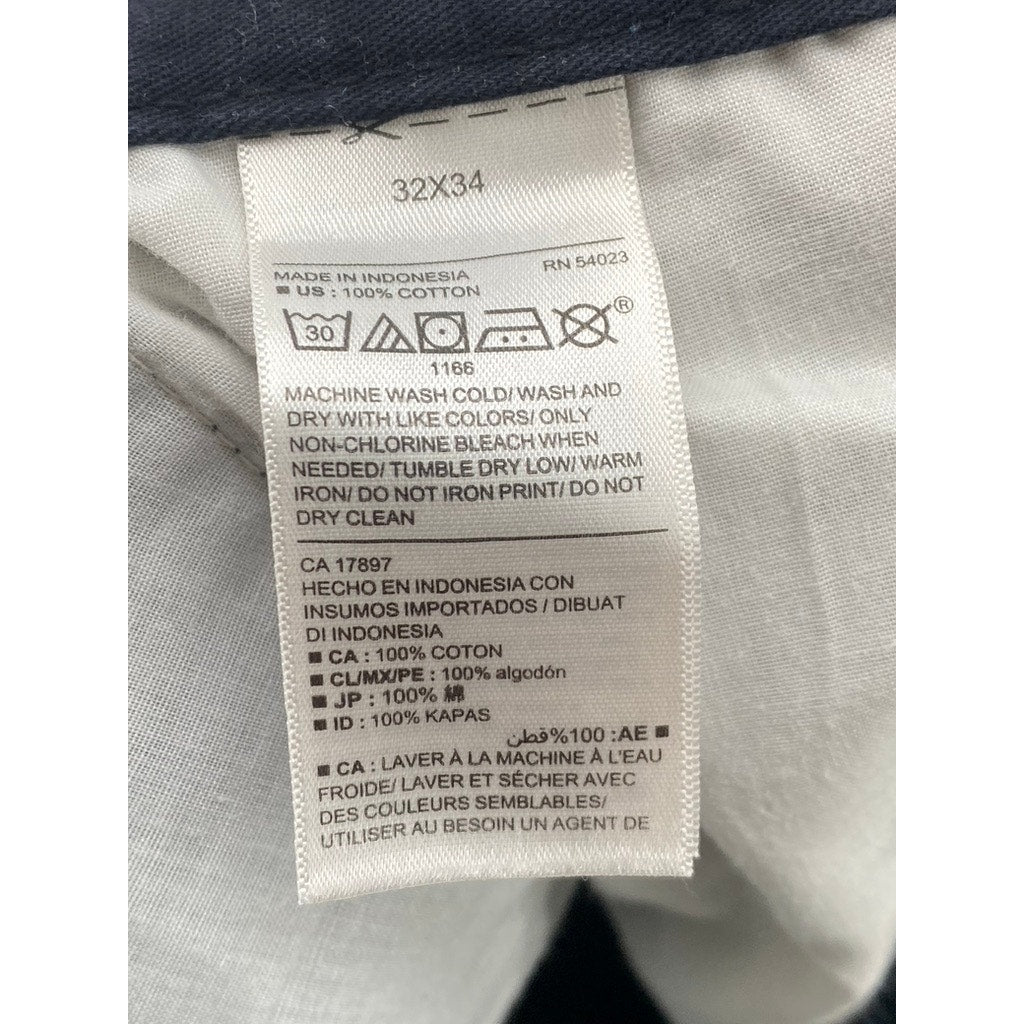 32X34
RN 54023
MADE IN INDONESIA
■ US : 100% COTTON
30
®
1166
MACHINE WASH COLD/ WASH AND
DRY WITH LIKE COLORS/ ONLY
NON-CHLORINE BLEACH WHEN
NEEDED/ TUMBLE DRY LOW/ WARM
IRON/ DO NOT IRON PRINT/ DO NOT
DRY CLEAN
CA 17897
HECHO EN INDONESIA CON
INSUMOS IMPORTADOS / DIBUAT
DI INDONESIA
■ CA : 100% COTON
■ CL/MX/PE : 100% algodón
■ JP : 100% 綿
■ ID : 100% KAPAS
■ AE: 100% قطن
■ CA : LAVER À LA MACHINE À L'EAU
FROIDE/ LAVER ET SÉCHER AVEC
DES COULEURS SEMBLABLES/
UTILISER AU BESOIN UN AGENT DE